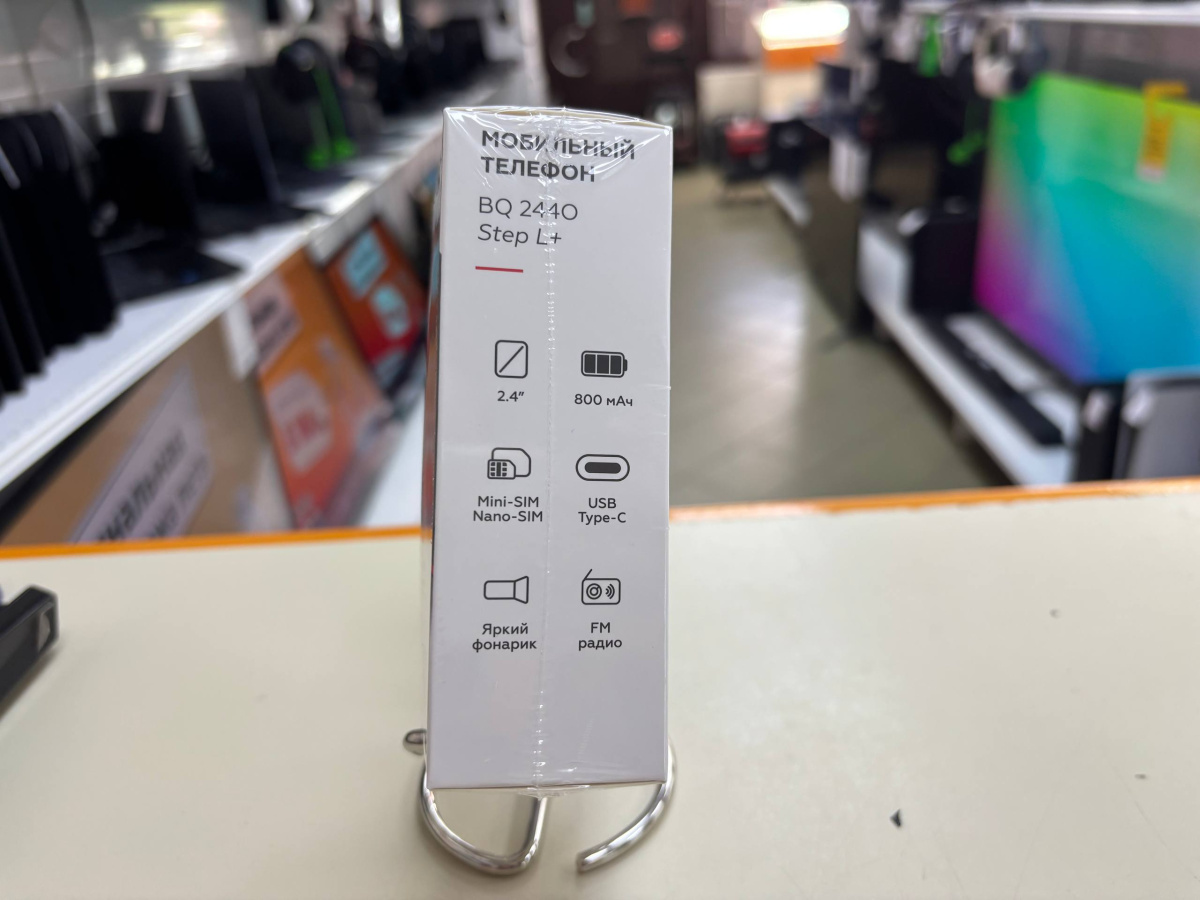 МОБИЛЬНЫЙ
ТЕЛЕФОН
BQ 2440
Step L+
2.4″
800 мАч
Mini-SIM
Nano-SIM
USB
Type-C
Яркий
фонарик
FM
радио